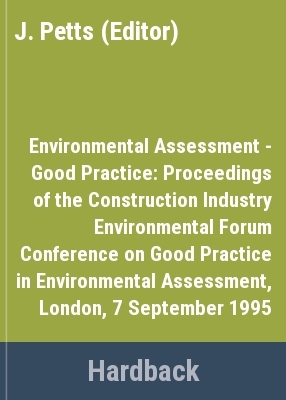 J. Petts (Editor)
Environmental Assessment -
Good Practice: Proceedings
of the Construction Industry
Environmental Forum
Conference on Good Practice
in Environmental Assessment,
London, 7 September 1995
Hardback